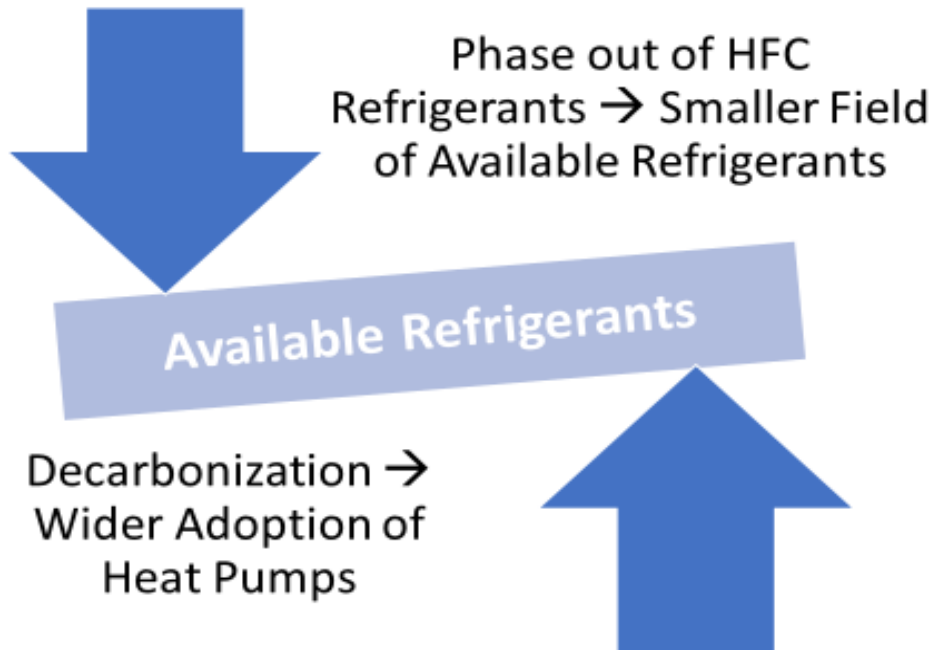 Phase out of HFC
Refrigerants → Smaller Field
of Available Refrigerants
Available Refrigerants
Decarbonization →
Wider Adoption of
Heat Pumps